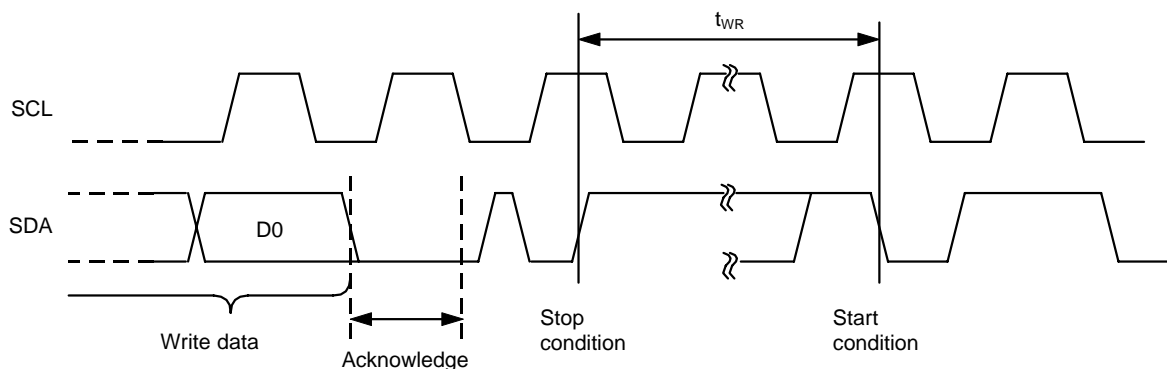 tWR
SCL
SDA
D0
Write data
Acknowledge
Stop
condition
Start
condition